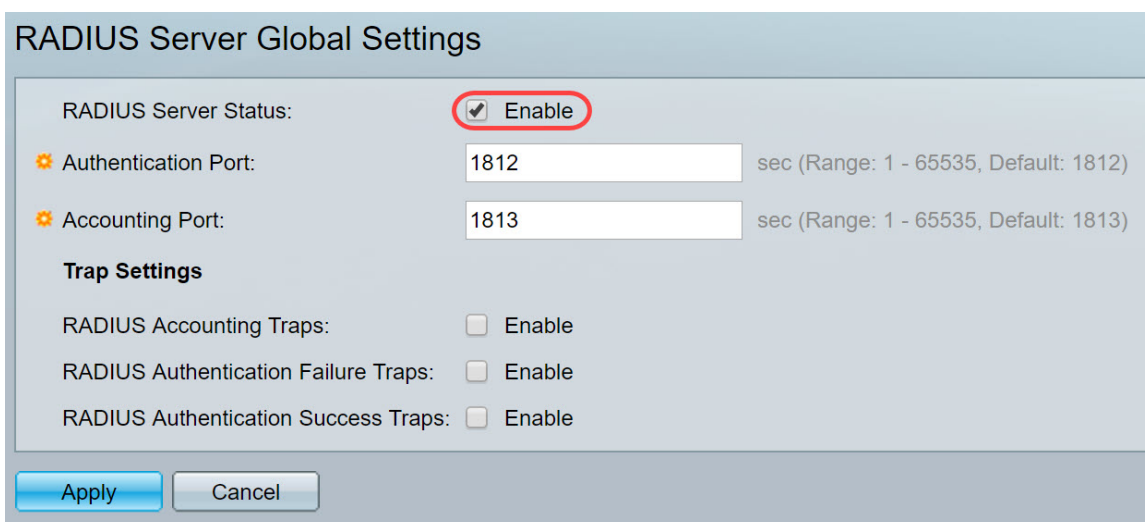 RADIUS Server Global Settings
RADIUS Server Status: Enable
Authentication Port: 1812 sec (Range: 1 - 65535, Default: 1812)
Accounting Port: 1813 sec (Range: 1 - 65535, Default: 1813)
Trap Settings
RADIUS Accounting Traps: Enable
RADIUS Authentication Failure Traps: Enable
RADIUS Authentication Success Traps: Enable
Apply Cancel